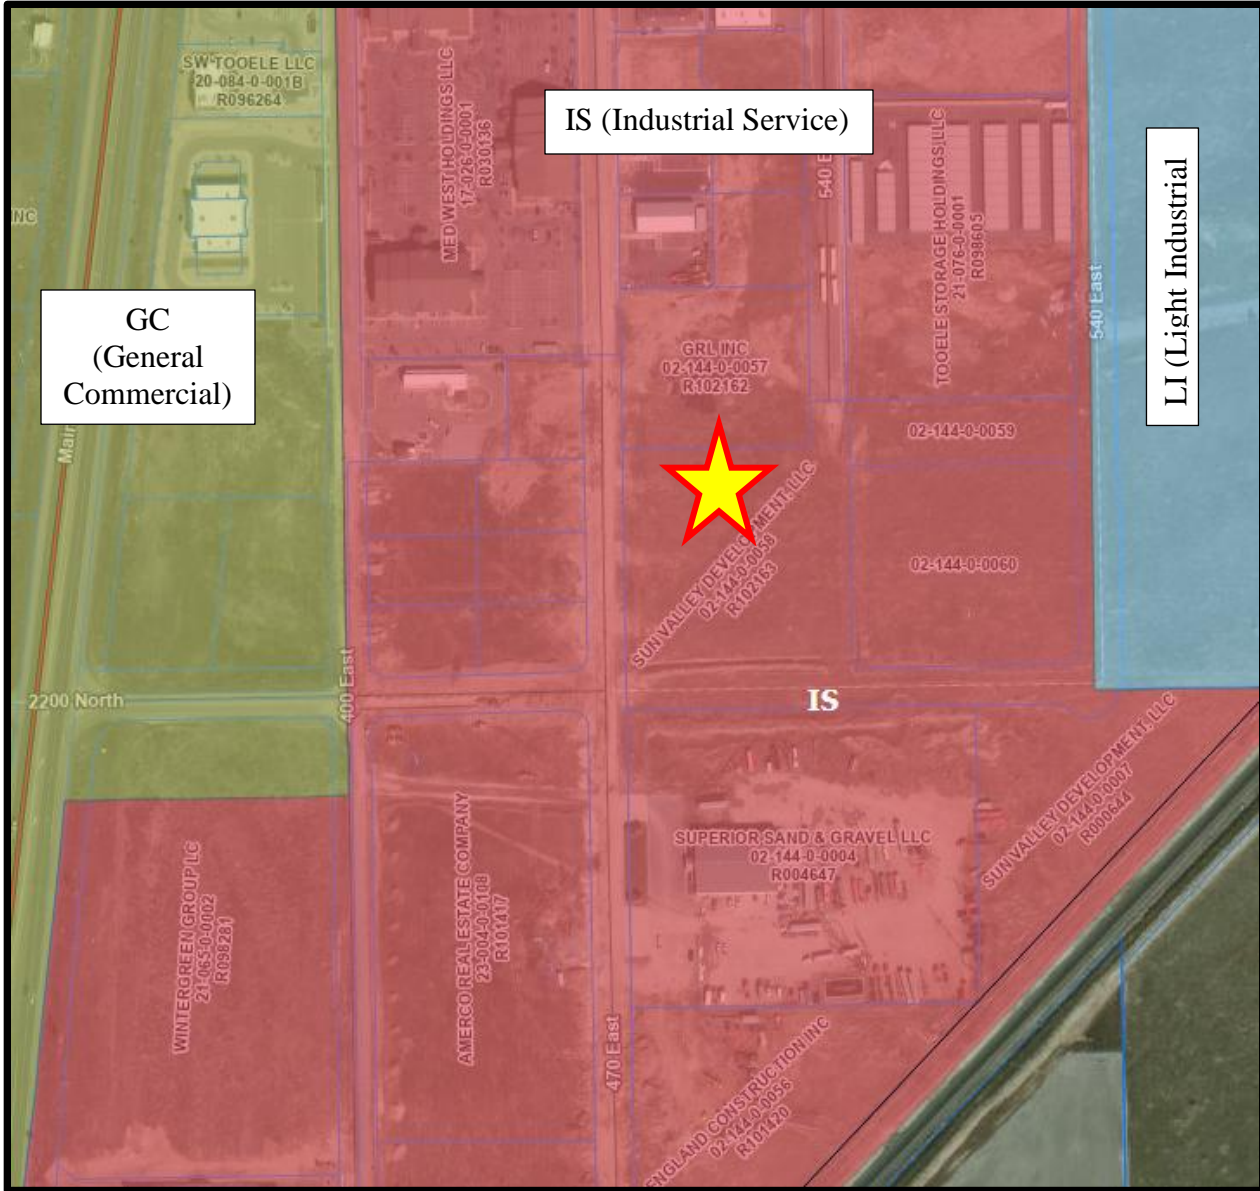 SW TOOELE LLC
20-084-0-001B
R096264
MED WEST HOLDINGS LLC
17-026-0-0001
R030136
IS (Industrial Service)
540 E
TOOELE STORAGE HOLDINGS LLC
21-076-0-0001
R098605
LI (Light Industrial
INC
GC
(General
Commercial)
Main
540 East
GRL INC
02-144-0-0057
R102162
02-144-0-0059
SUN VALLEY DEVELOPMENT, LLC
02-144-0-0058
R102163
02-144-0-0060
2200 North
400 East
IS
SUN VALLEY DEVELOPMENT, LLC
02-144-0-0007
R000644
WINTERGREEN GROUP LC
21-065-0-0002
R098281
AMERCO REAL ESTATE COMPANY
23-004-0-0108
R101417
SUPERIOR SAND & GRAVEL LLC
02-144-0-0004
R004647
470 East
ENGLAND CONSTRUCTION INC
02-144-0-0056
R101420